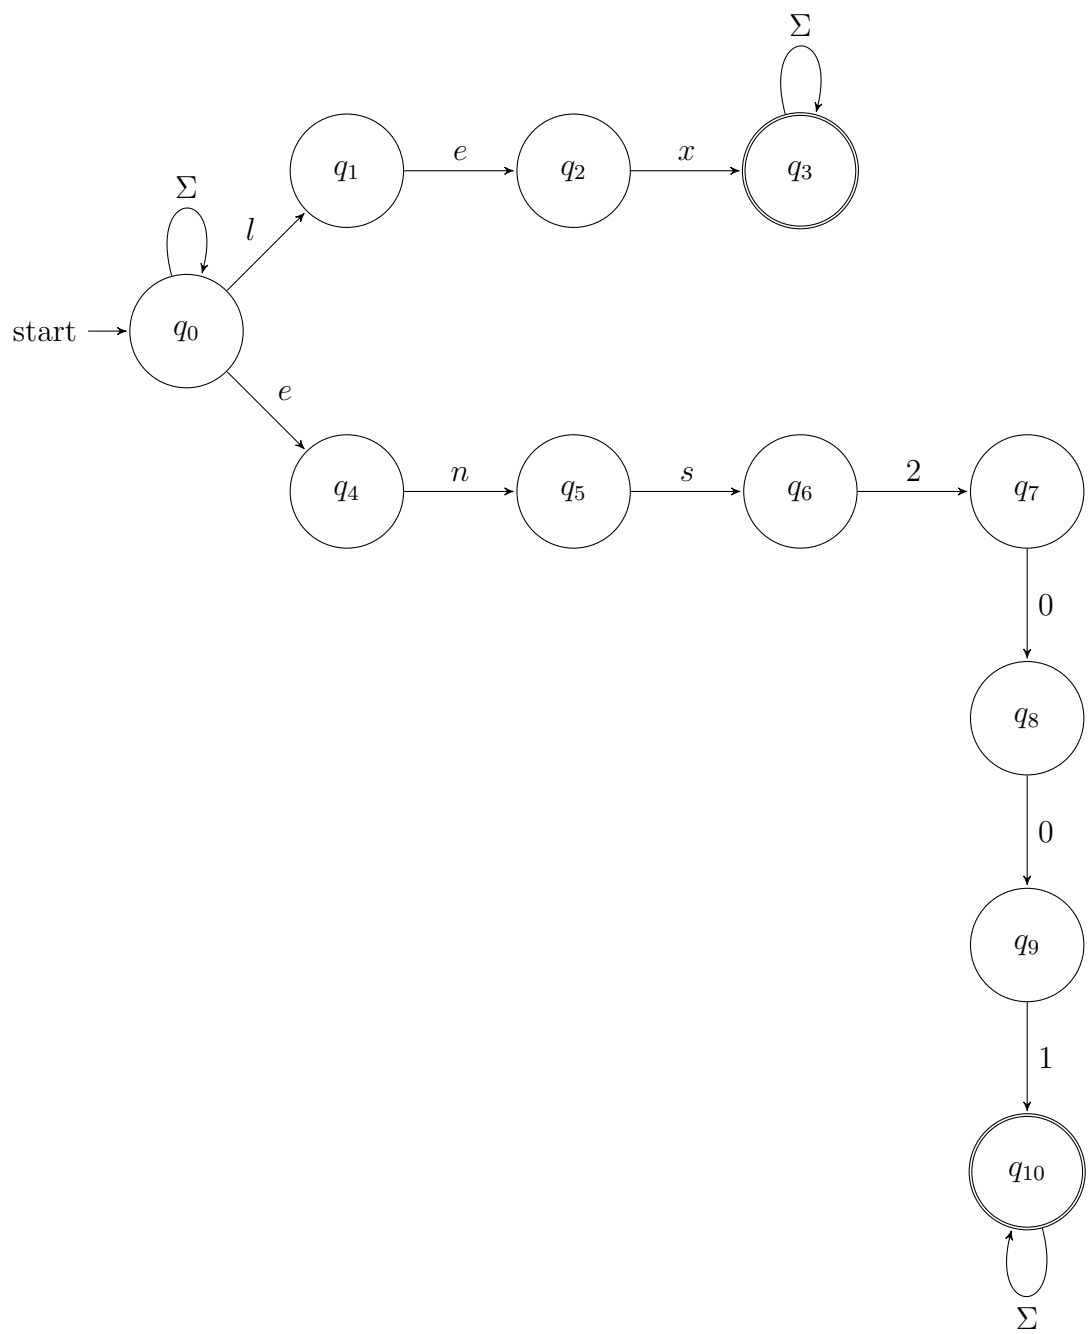 Σ
q₁ e q₂ x q₃
Σ
l
start q₀
e
q₄ n q₅ s q₆ 2 q₇
0
q₈
0
q₉
1
q₁₀
Σ